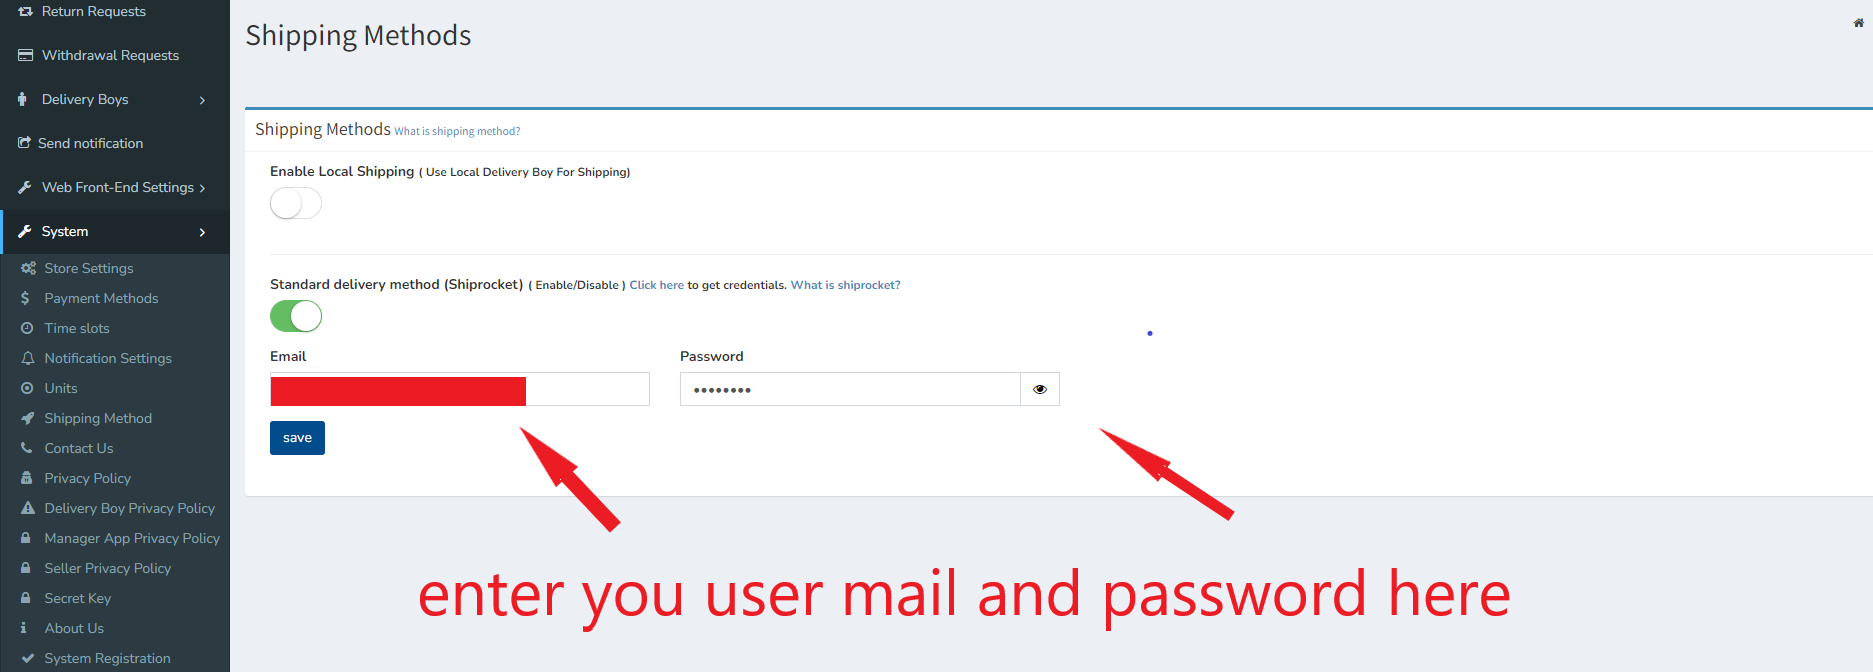 Return Requests
Withdrawal Requests
Delivery Boys
Send notification
Web Front-End Settings
System
Store Settings
Payment Methods
Time slots
Notification Settings
Units
Shipping Method
Contact Us
Privacy Policy
Delivery Boy Privacy Policy
Manager App Privacy Policy
Seller Privacy Policy
Secret Key
About Us
System Registration
Shipping Methods
Shipping Methods What is shipping method?
Enable Local Shipping ( Use Local Delivery Boy For Shipping)
Standard delivery method (Shiprocket) ( Enable/Disable ) Click here to get credentials. What is shiprocket?
Email Password
••••••••
save
enter you user mail and password here